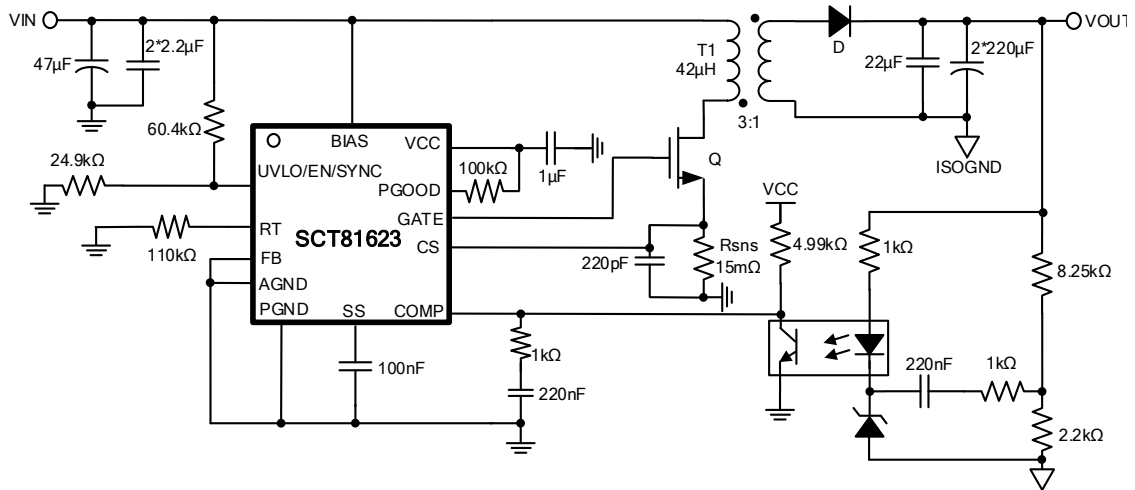 VIN
VOUT
47µF
2*2.2µF
60.4kΩ
24.9kΩ
110kΩ
BIAS
UVLO/EN/SYNC
RT
FB
AGND
PGND
SS
COMP
CS
GATE
PGOOD
VCC
SCT81623
100kΩ
1µF
T1
42µH
3:1
Q
D
22µF
2*220µF
ISOGND
220pF
Rsns
15mΩ
VCC
4.99kΩ
1kΩ
8.25kΩ
100nF
1kΩ
220nF
220nF
1kΩ
2.2kΩ